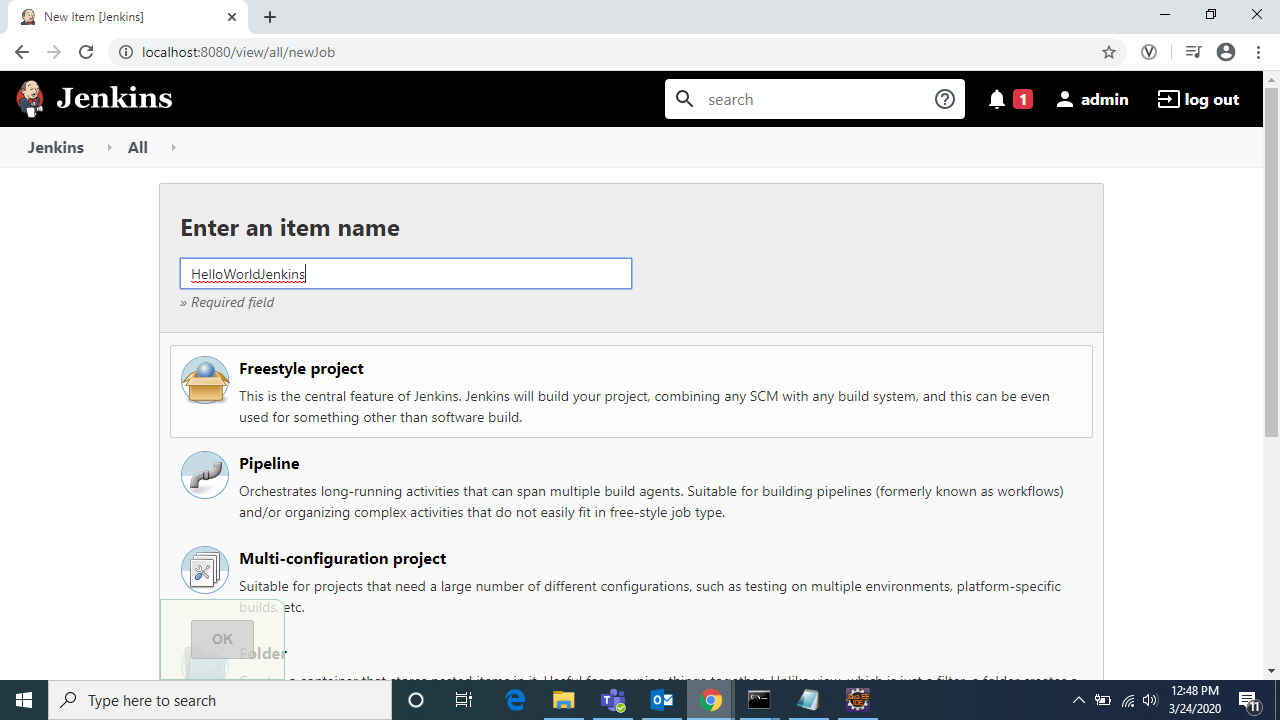 New Item [Jenkins]
localhost:8080/view/all/newJob
Jenkins
search
1
admin
log out
Jenkins
All
Enter an item name
HelloWorldJenkins
» Required field
Freestyle project
This is the central feature of Jenkins. Jenkins will build your project, combining any SCM with any build system, and this can be even
used for something other than software build.
Pipeline
Orchestrates long-running activities that can span multiple build agents. Suitable for building pipelines (formerly known as workflows)
and/or organizing complex activities that do not easily fit in free-style job type.
Multi-configuration project
Suitable for projects that need a large number of different configurations, such as testing on multiple environments, platform-specific
builds, etc.
OK
Folder
a container that stores nested items in it. Useful for grouping things together. Unlike view, which is just a filter, a folder creates a
Type here to search
12:48 PM
3/24/2020
11